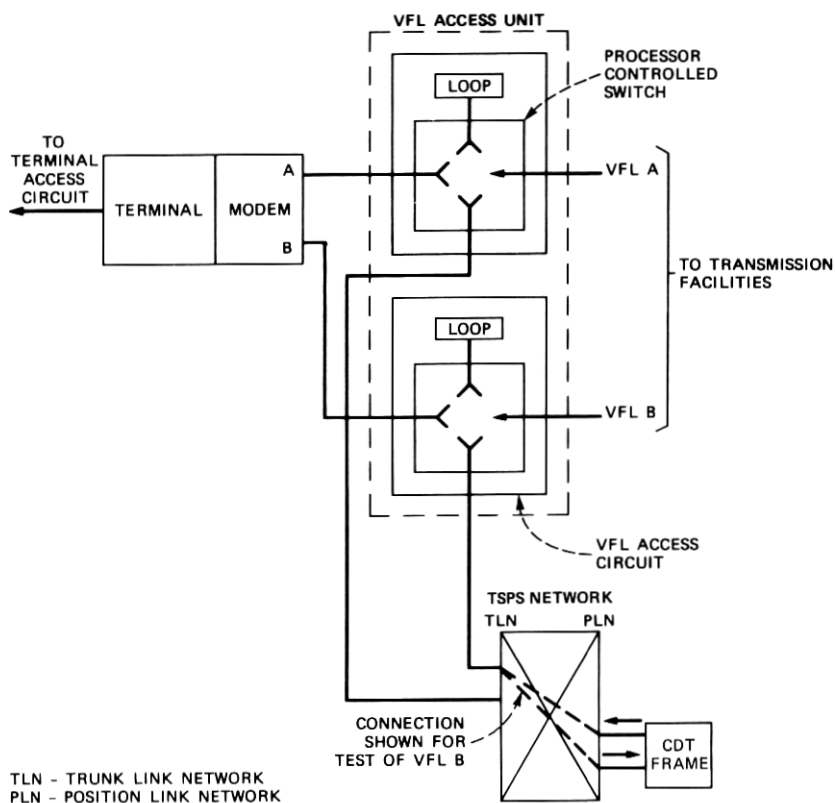 VFL ACCESS UNIT
PROCESSOR
CONTROLLED
SWITCH
LOOP
TO
TERMINAL
ACCESS
CIRCUIT
TERMINAL
MODEM
A
B
VFL A
TO TRANSMISSION
FACILITIES
LOOP
VFL B
VFL ACCESS
CIRCUIT
TSPS NETWORK
TLN
PLN
CONNECTION
SHOWN FOR
TEST OF VFL B
CDT
FRAME
TLN - TRUNK LINK NETWORK
PLN - POSITION LINK NETWORK